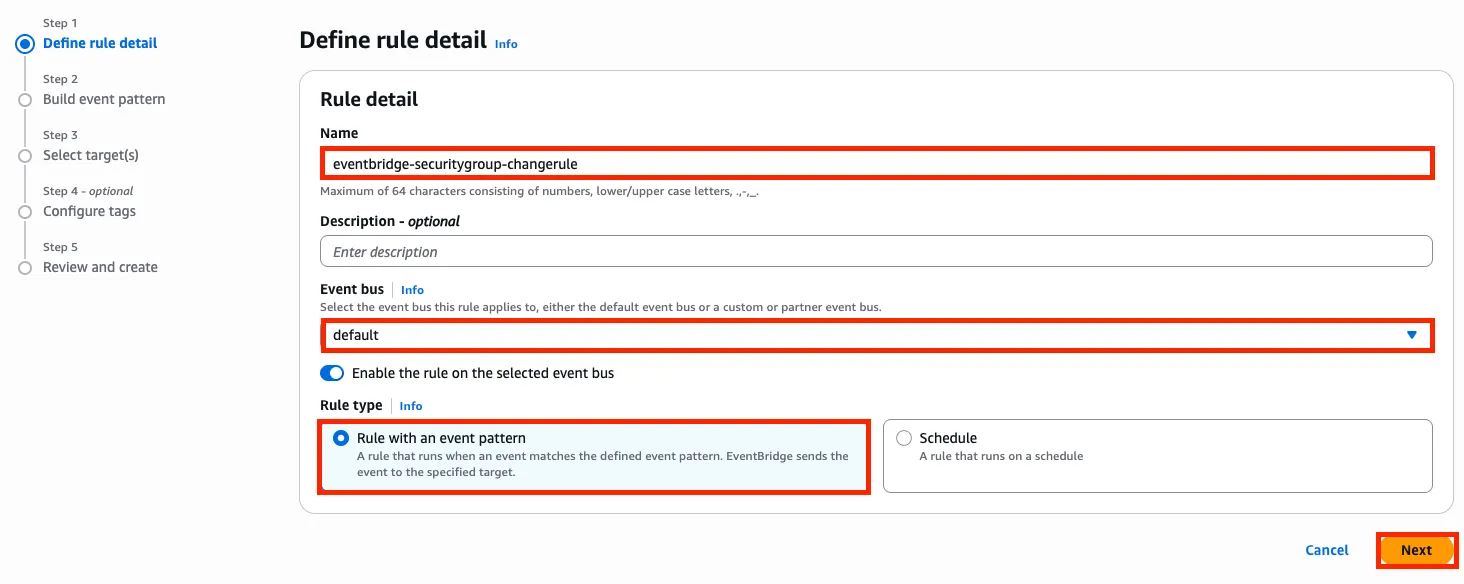 Step 1
Define rule detail
Step 2
Build event pattern
Step 3
Select target(s)
Step 4 - optional
Configure tags
Step 5
Review and create
Define rule detail Info
Rule detail
Name
eventbridge-securitygroup-changerule
Maximum of 64 characters consisting of numbers, lower/upper case letters, .,-,_.
Description - optional
Enter description
Event bus Info
Select the event bus this rule applies to, either the default event bus or a custom or partner event bus.
default
Enable the rule on the selected event bus
Rule type Info
Rule with an event pattern
A rule that runs when an event matches the defined event pattern. EventBridge sends the
event to the specified target.
Schedule
A rule that runs on a schedule
Cancel
Next